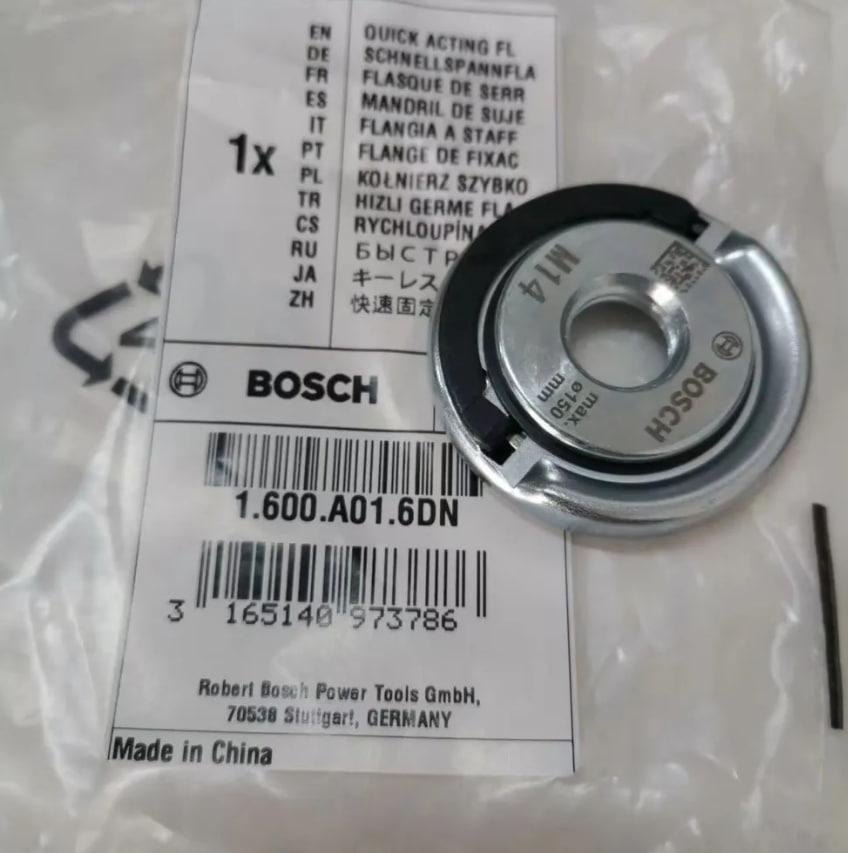 EN QUICK ACTING FL
DE SCHNELLSPANNFLA
FR FLASQUE DE SERR
ES MANDRIL DE SUJE
IT FLANGIA A STAFF
1x PT FLANGE DE FIXAC
PL KOŁNIERZ SZYBKO
TR HIZLI GERME FLA
CS RYCHLOUPÍNA
RU БЫСТР
JA キーレス
ZH 快速固定
BOSCH
1.600.A01.6DN
3 165140 973786
Robert Bosch Power Tools GmbH,
70538 Stuttgart, GERMANY
Made in China
M14
BOSCH
max.
ø150
mm